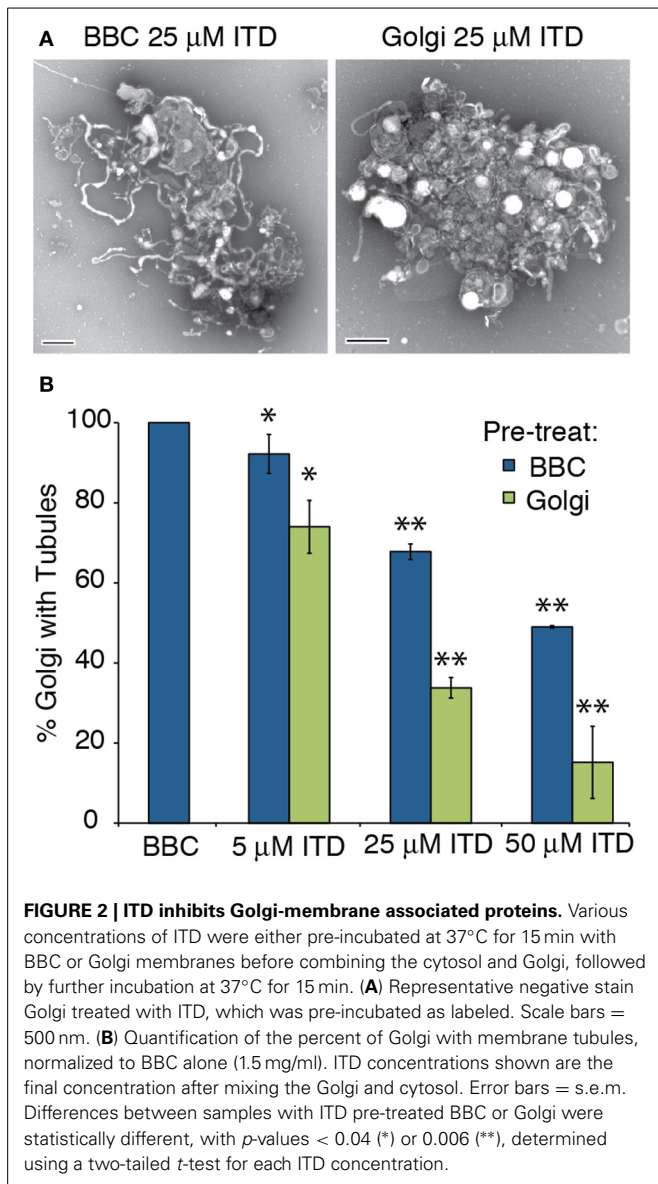 A BBC 25 μM ITD Golgi 25 μM ITD
B
100
80
60
40
20
0
% Golgi with Tubules
* * ** ** ** **
Pre-treat:
BBC
Golgi
BBC 5 μM ITD 25 μM ITD 50 μM ITD
FIGURE 2 | ITD inhibits Golgi-membrane associated proteins. Various
concentrations of ITD were either pre-incubated at 37°C for 15 min with
BBC or Golgi membranes before combining the cytosol and Golgi, followed
by further incubation at 37°C for 15 min. (A) Representative negative stain
Golgi treated with ITD, which was pre-incubated as labeled. Scale bars =
500 nm. (B) Quantification of the percent of Golgi with membrane tubules,
normalized to BBC alone (1.5 mg/ml). ITD concentrations shown are the
final concentration after mixing the Golgi and cytosol. Error bars = s.e.m.
Differences between samples with ITD pre-treated BBC or Golgi were
statistically different, with p-values < 0.04 (*) or 0.006 (**), determined
using a two-tailed t-test for each ITD concentration.